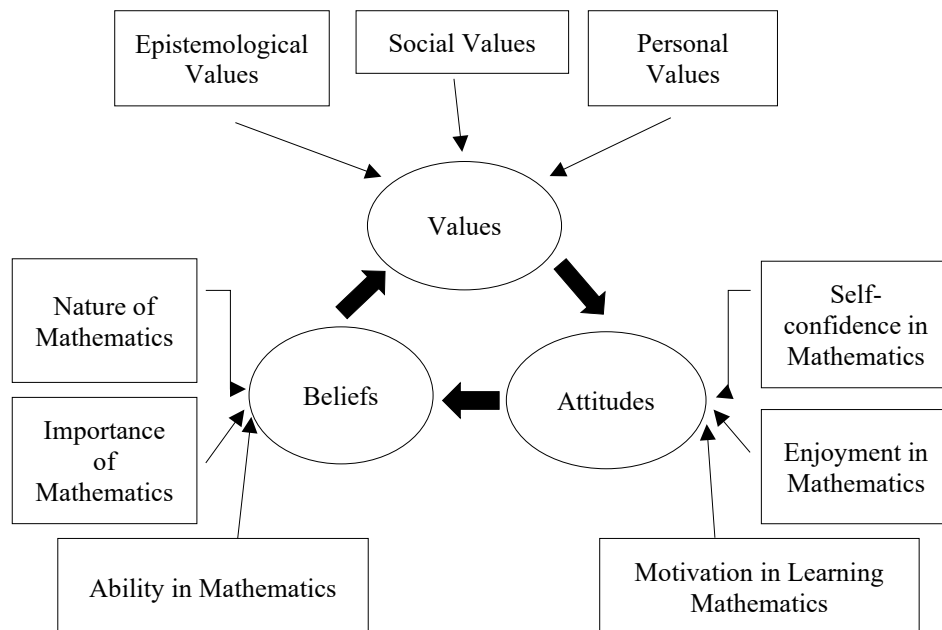 Epistemological
Values
Social Values
Personal
Values
Values
Nature of
Mathematics
Self-
confidence in
Mathematics
Beliefs
Attitudes
Importance
of
Mathematics
Enjoyment in
Mathematics
Ability in Mathematics
Motivation in Learning
Mathematics